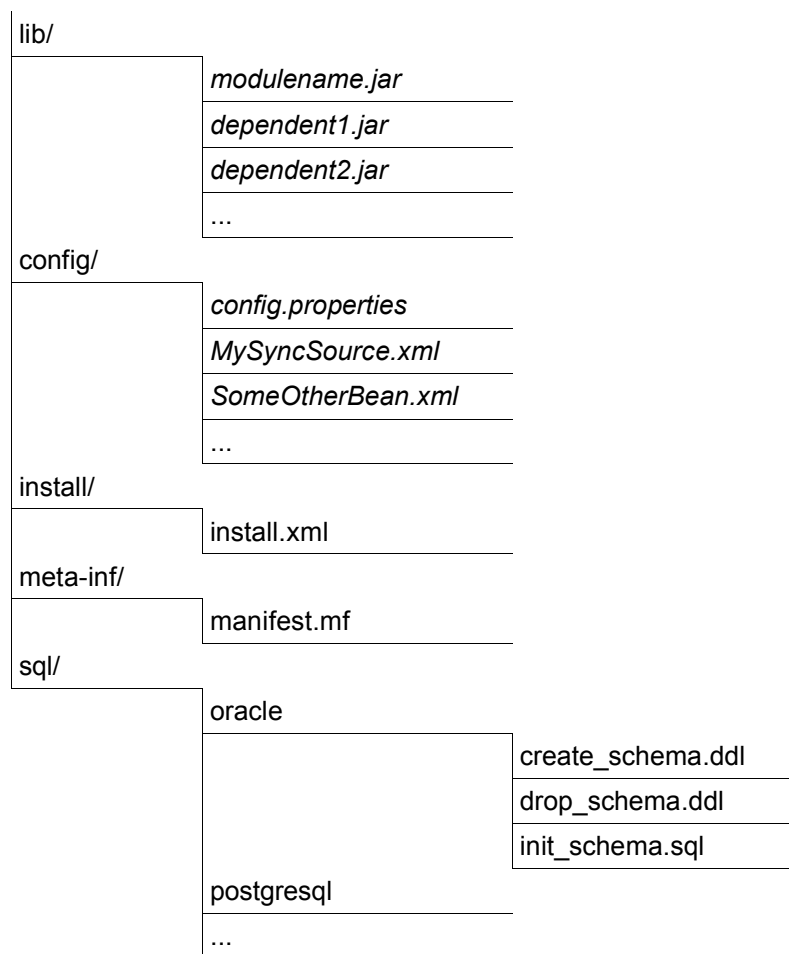 lib/
modulename.jar
dependent1.jar
dependent2.jar
...
config/
config.properties
MySyncSource.xml
SomeOtherBean.xml
...
install/
install.xml
meta-inf/
manifest.mf
sql/
oracle
create_schema.ddl
drop_schema.ddl
init_schema.sql
postgresql
...